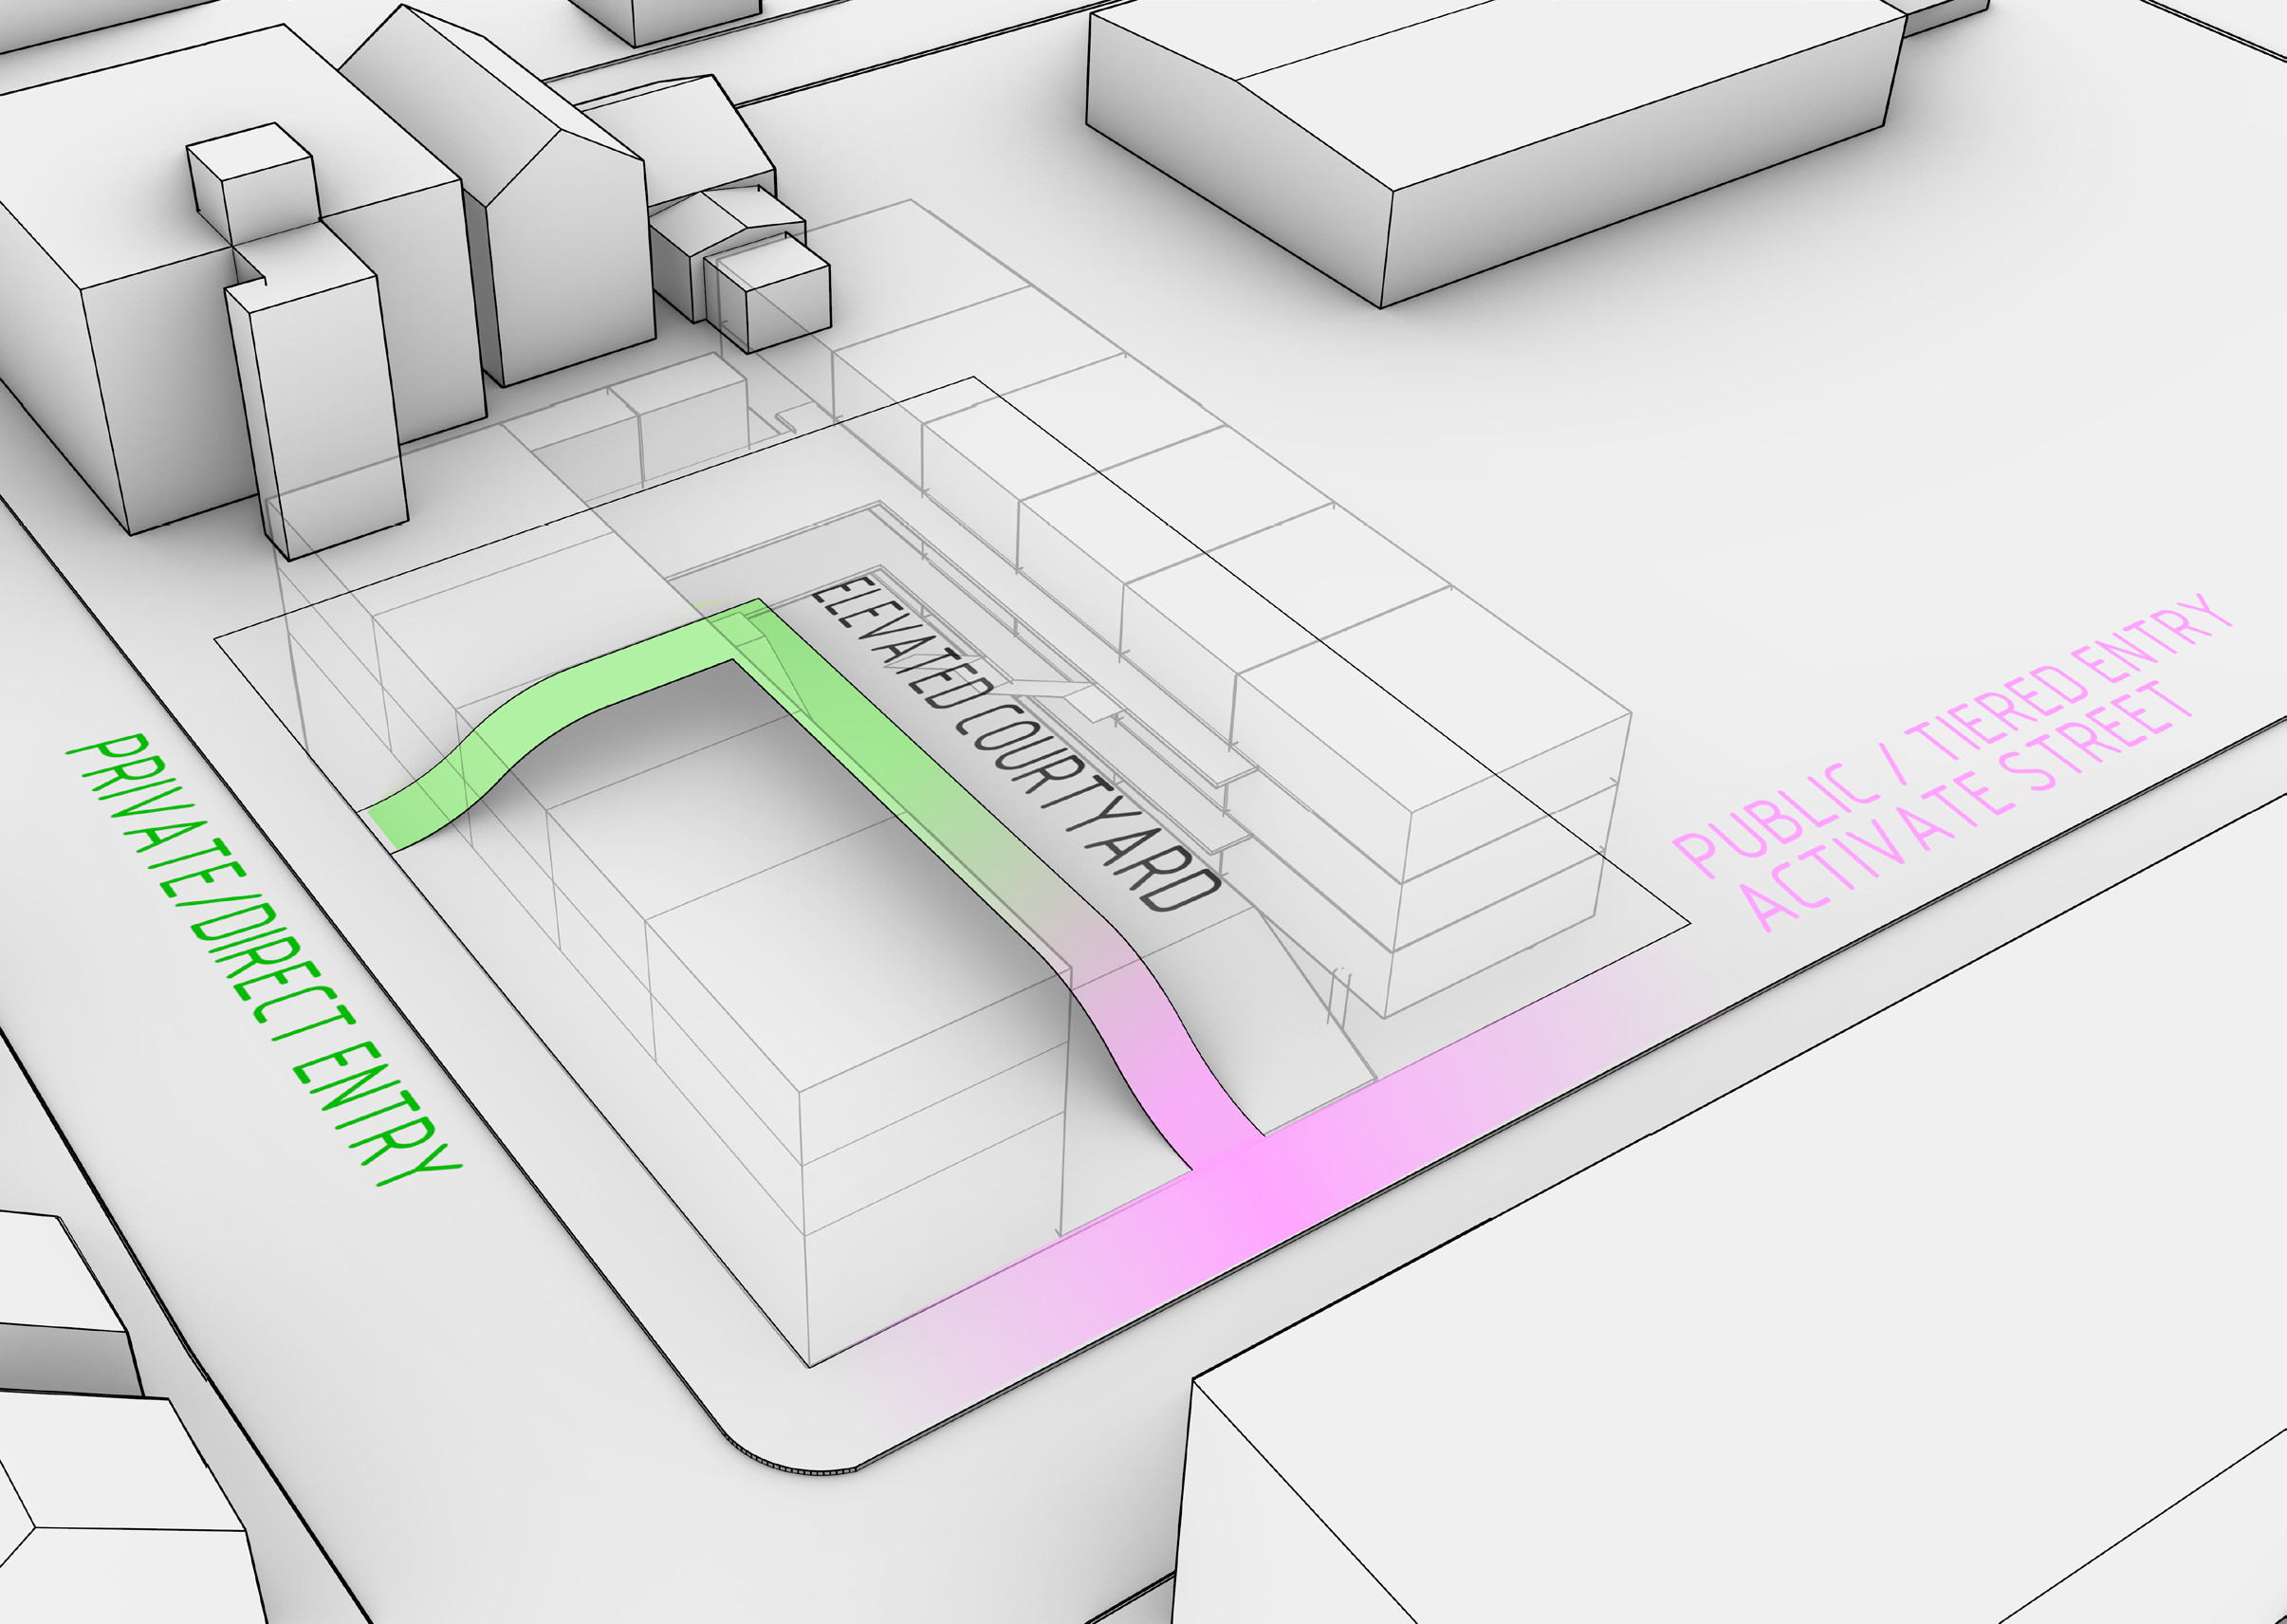 ELEVATED COURTYARD
PUBLIC / TIERED ENTRY
ACTIVATE STREET
PRIVATE/DIRECT ENTRY